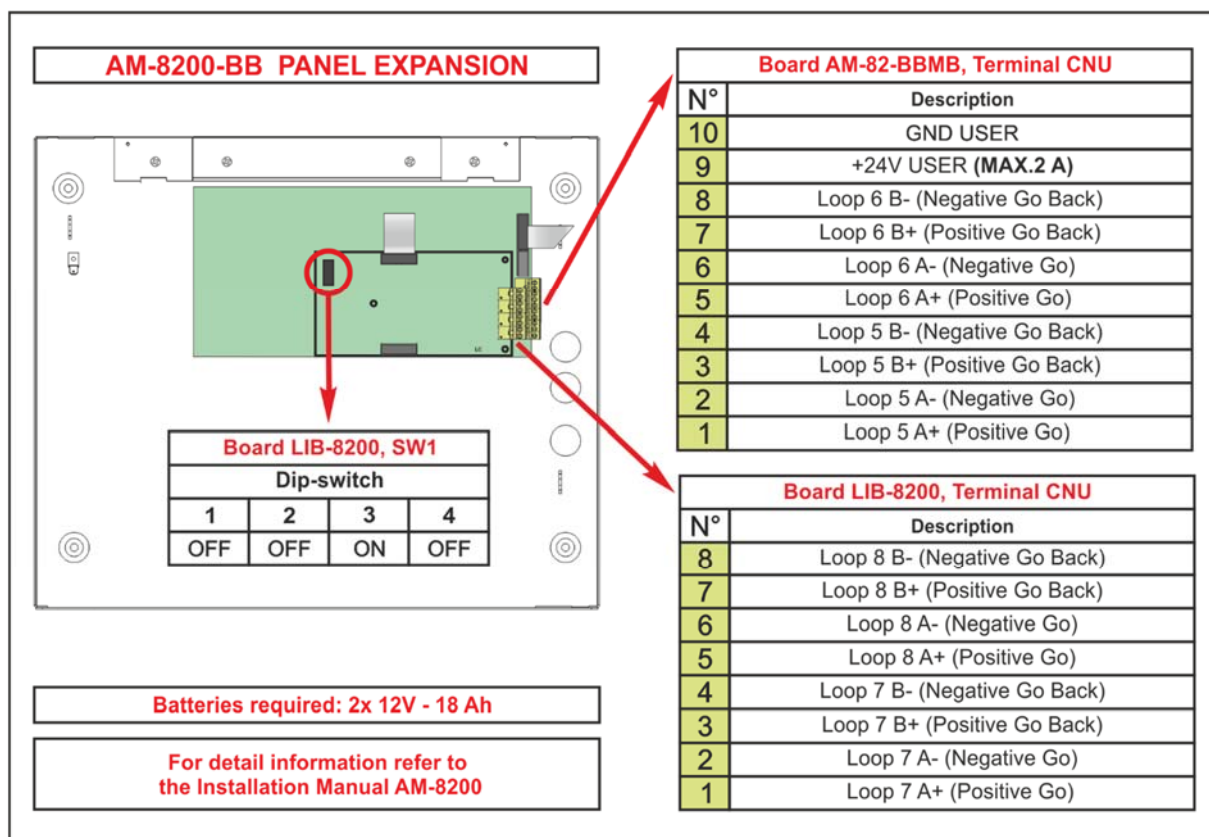 AM-8200-BB PANEL EXPANSION
Board LIB-8200, SW1
Dip-switch
1 2 3 4
OFF OFF ON OFF
Batteries required: 2x 12V - 18 Ah
For detail information refer to
the Installation Manual AM-8200
Board AM-82-BBMB, Terminal CNU
N° Description
10 GND USER
9 +24V USER (MAX.2 A)
8 Loop 6 B- (Negative Go Back)
7 Loop 6 B+ (Positive Go Back)
6 Loop 6 A- (Negative Go)
5 Loop 6 A+ (Positive Go)
4 Loop 5 B- (Negative Go Back)
3 Loop 5 B+ (Positive Go Back)
2 Loop 5 A- (Negative Go)
1 Loop 5 A+ (Positive Go)
Board LIB-8200, Terminal CNU
N° Description
8 Loop 8 B- (Negative Go Back)
7 Loop 8 B+ (Positive Go Back)
6 Loop 8 A- (Negative Go)
5 Loop 8 A+ (Positive Go)
4 Loop 7 B- (Negative Go Back)
3 Loop 7 B+ (Positive Go Back)
2 Loop 7 A- (Negative Go)
1 Loop 7 A+ (Positive Go)